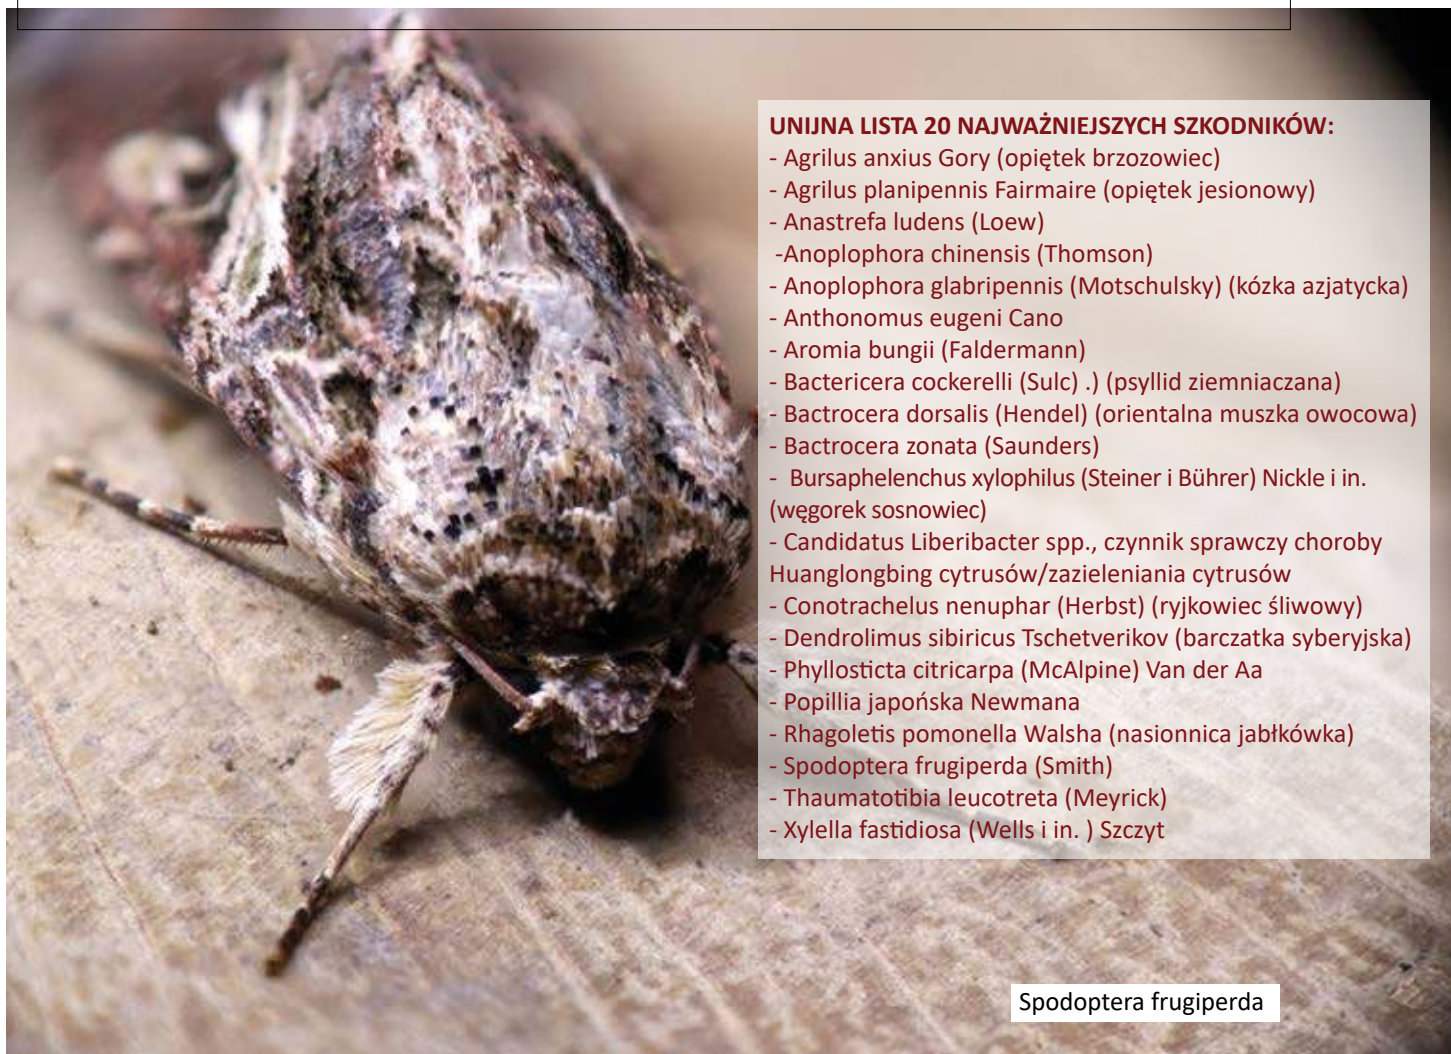 UNIJNA LISTA 20 NAJWAŻNIEJSZYCH SZKODNIKÓW:
- Agrilus anxius Gory (opiętek brzozowiec)
- Agrilus planipennis Fairmaire (opiętek jesionowy)
- Anastrefa ludens (Loew)
-Anoplophora chinensis (Thomson)
- Anoplophora glabripennis (Motschulsky) (kózka azjatycka)
- Anthonomus eugeni Cano
- Aromia bungii (Faldermann)
- Bactericera cockerelli (Sulc) .) (psyllid ziemniaczana)
- Bactrocera dorsalis (Hendel) (orientalna muszka owocowa)
- Bactrocera zonata (Saunders)
- Bursaphelenchus xylophilus (Steiner i Bührer) Nickle i in.
(węgorek sosnowiec)
- Candidatus Liberibacter spp., czynnik sprawczy choroby
Huanglongbing cytrusów/zazieleniania cytrusów
- Conotrachelus nenuphar (Herbst) (ryjkowiec śliwowy)
- Dendrolimus sibiricus Tschetverikov (barczatka syberyjska)
- Phyllosticta citricarpa (McAlpine) Van der Aa
- Popillia japońska Newmana
- Rhagoletis pomonella Walsha (nasionnica jabłkówka)
- Spodoptera frugiperda (Smith)
- Thaumatotibia leucotreta (Meyrick)
- Xylella fastidiosa (Wells i in. ) Szczyt
Spodoptera frugiperda